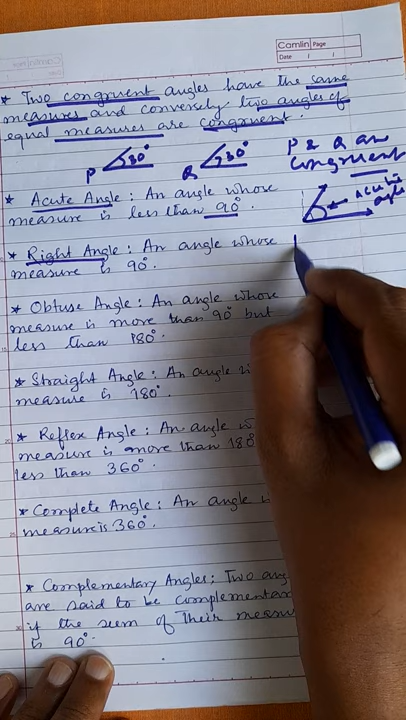 Camlin Page
Date / /
* Two congruent angles have the same
measures and conversely two angles of
equal measures are congruent.
P 30° Q 30° P & Q are
congruent
* Acute Angle: An angle whose
measure is less than 90°.
angle
* Right Angle: An angle whose
measure is 90°.
* Obtuse Angle: An angle whose
measure is more than 90° but
less than 180°.
* Straight Angle: An angle
measure is 180°.
* Reflex Angle: An angle
measure is more than 180°
less than 360°.
* Complete Angle: An angle
measure is 360°.
* Complementary Angles: Two
are said to be
if the sum of their
is 90°.